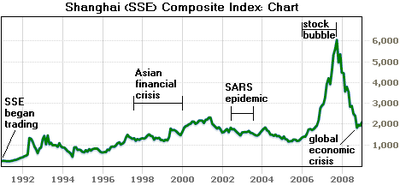 Shanghai (SSE) Composite Index: Chart
stock
bubble
6,000
5,000
4,000
3,000
2,000
1,000
Asian
financial
crisis
SARS
epidemic
SSE
began
trading
global
economic
crisis
1992 1994 1996 1998 2000 2002 2004 2006 2008